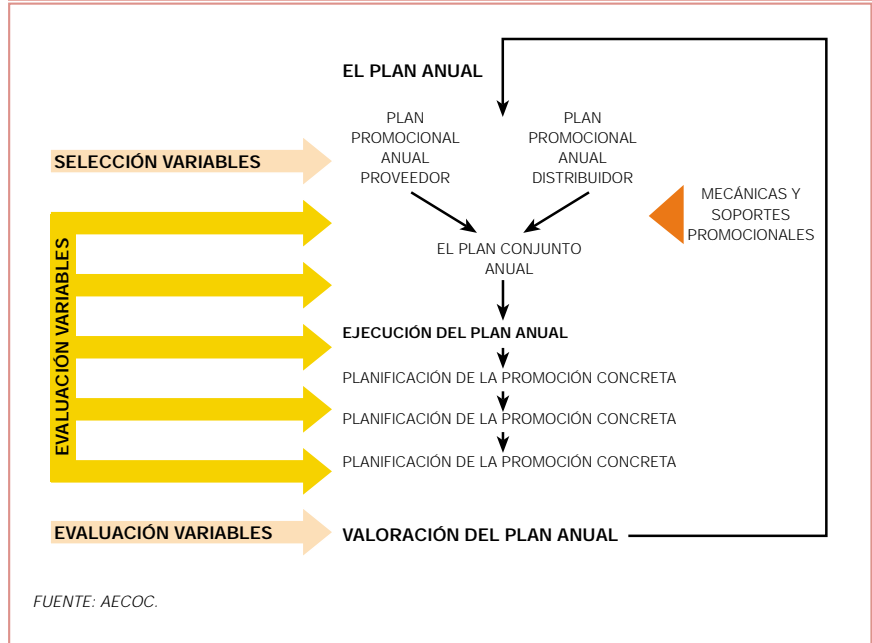 EL PLAN ANUAL
PLAN
PROMOCIONAL
ANUAL
PROVEEDOR
PLAN
PROMOCIONAL
ANUAL
DISTRIBUIDOR
SELECCIÓN VARIABLES
MECÁNICAS Y
SOPORTES
PROMOCIONALES
EL PLAN CONJUNTO
ANUAL
EVALUACIÓN VARIABLES
EJECUCIÓN DEL PLAN ANUAL
PLANIFICACIÓN DE LA PROMOCIÓN CONCRETA
PLANIFICACIÓN DE LA PROMOCIÓN CONCRETA
PLANIFICACIÓN DE LA PROMOCIÓN CONCRETA
EVALUACIÓN VARIABLES
VALORACIÓN DEL PLAN ANUAL
FUENTE: AECOC.